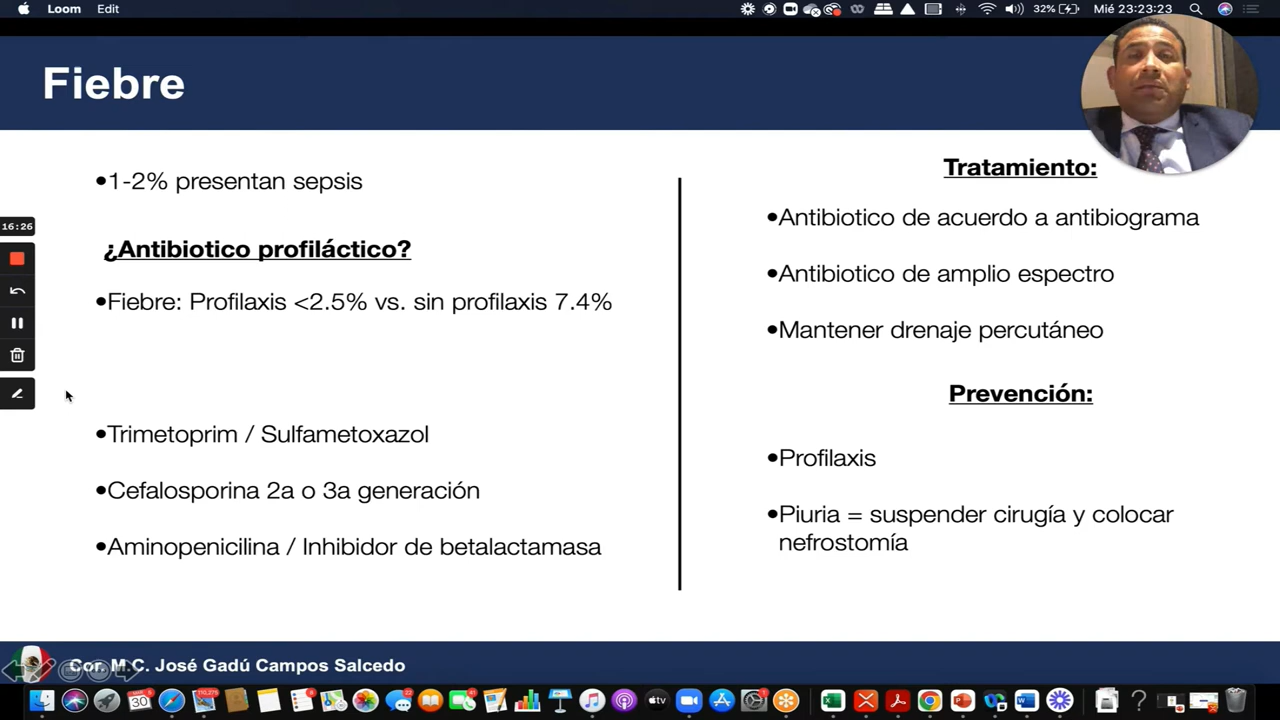 Loom Edit 32% Mié 23:23:23
Fiebre
•1-2% presentan sepsis
¿Antibiotico profiláctico?
•Fiebre: Profilaxis <2.5% vs. sin profilaxis 7.4%
•Trimetoprim / Sulfametoxazol
•Cefalosporina 2a o 3a generación
•Aminopenicilina / Inhibidor de betalactamasa
Tratamiento:
•Antibiotico de acuerdo a antibiograma
•Antibiotico de amplio espectro
•Mantener drenaje percutáneo
Prevención:
•Profilaxis
•Piuria = suspender cirugía y colocar
nefrostomía
16:26
Cor. M.C. José Gadú Campos Salcedo